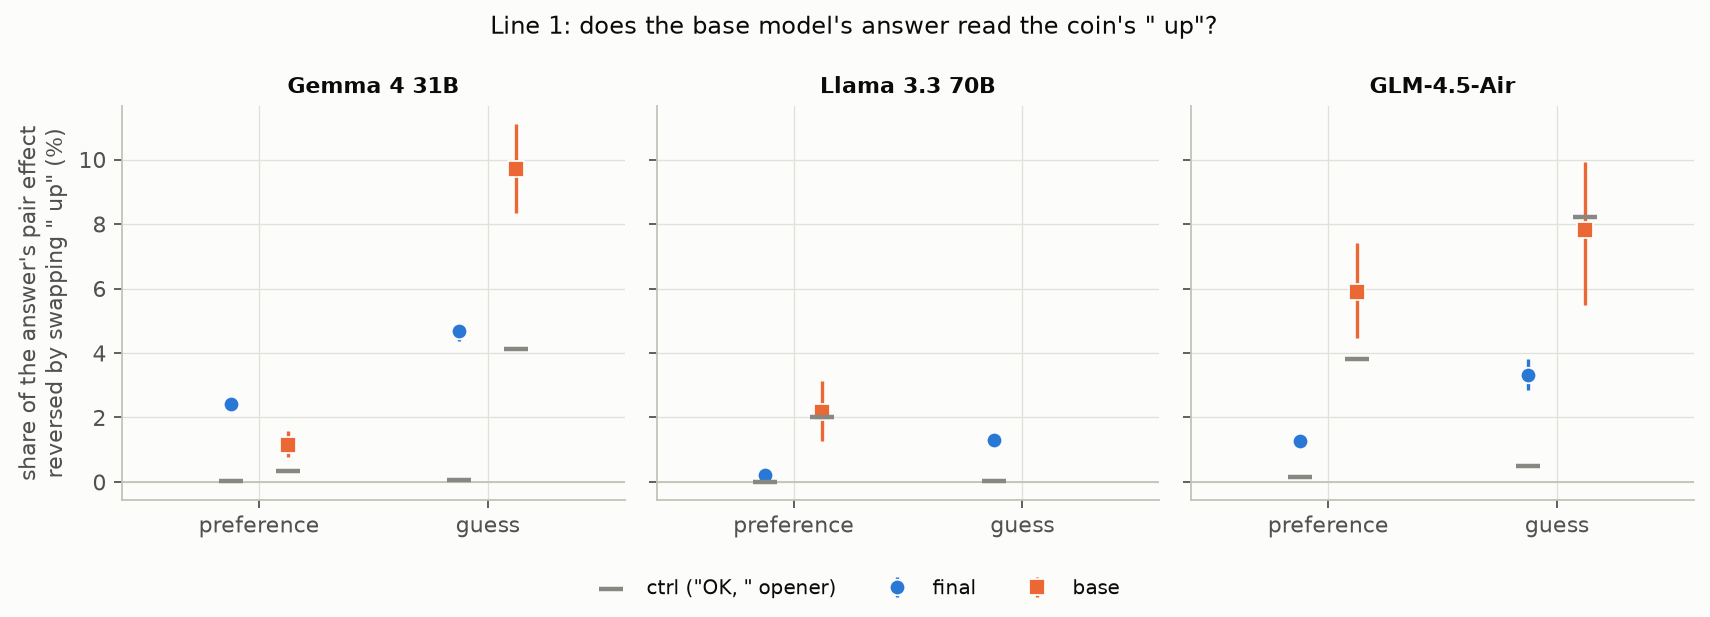 Line 1: does the base model's answer read the coin's " up"?
Gemma 4 31B
Llama 3.3 70B
GLM-4.5-Air
share of the answer's pair effect
reversed by swapping " up" (%)
10
8
6
4
2
0
preference
guess
preference
guess
preference
guess
ctrl ("OK, " opener)
final
base